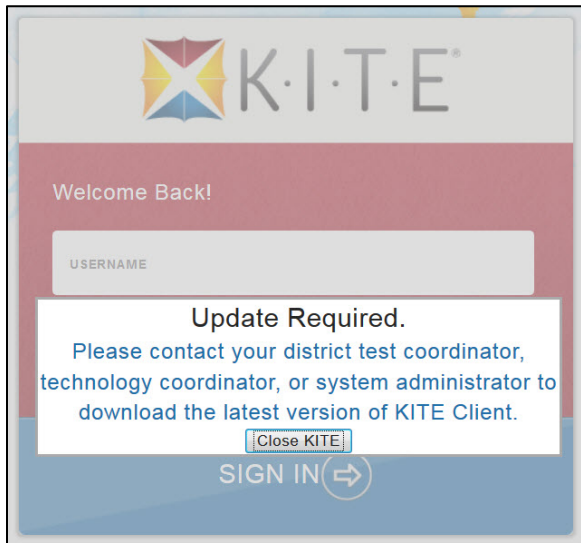 K·I·T·E®
Welcome Back!
USERNAME
Update Required.
Please contact your district test coordinator,
technology coordinator, or system administrator to
download the latest version of KITE Client.
Close KITE
SIGN IN